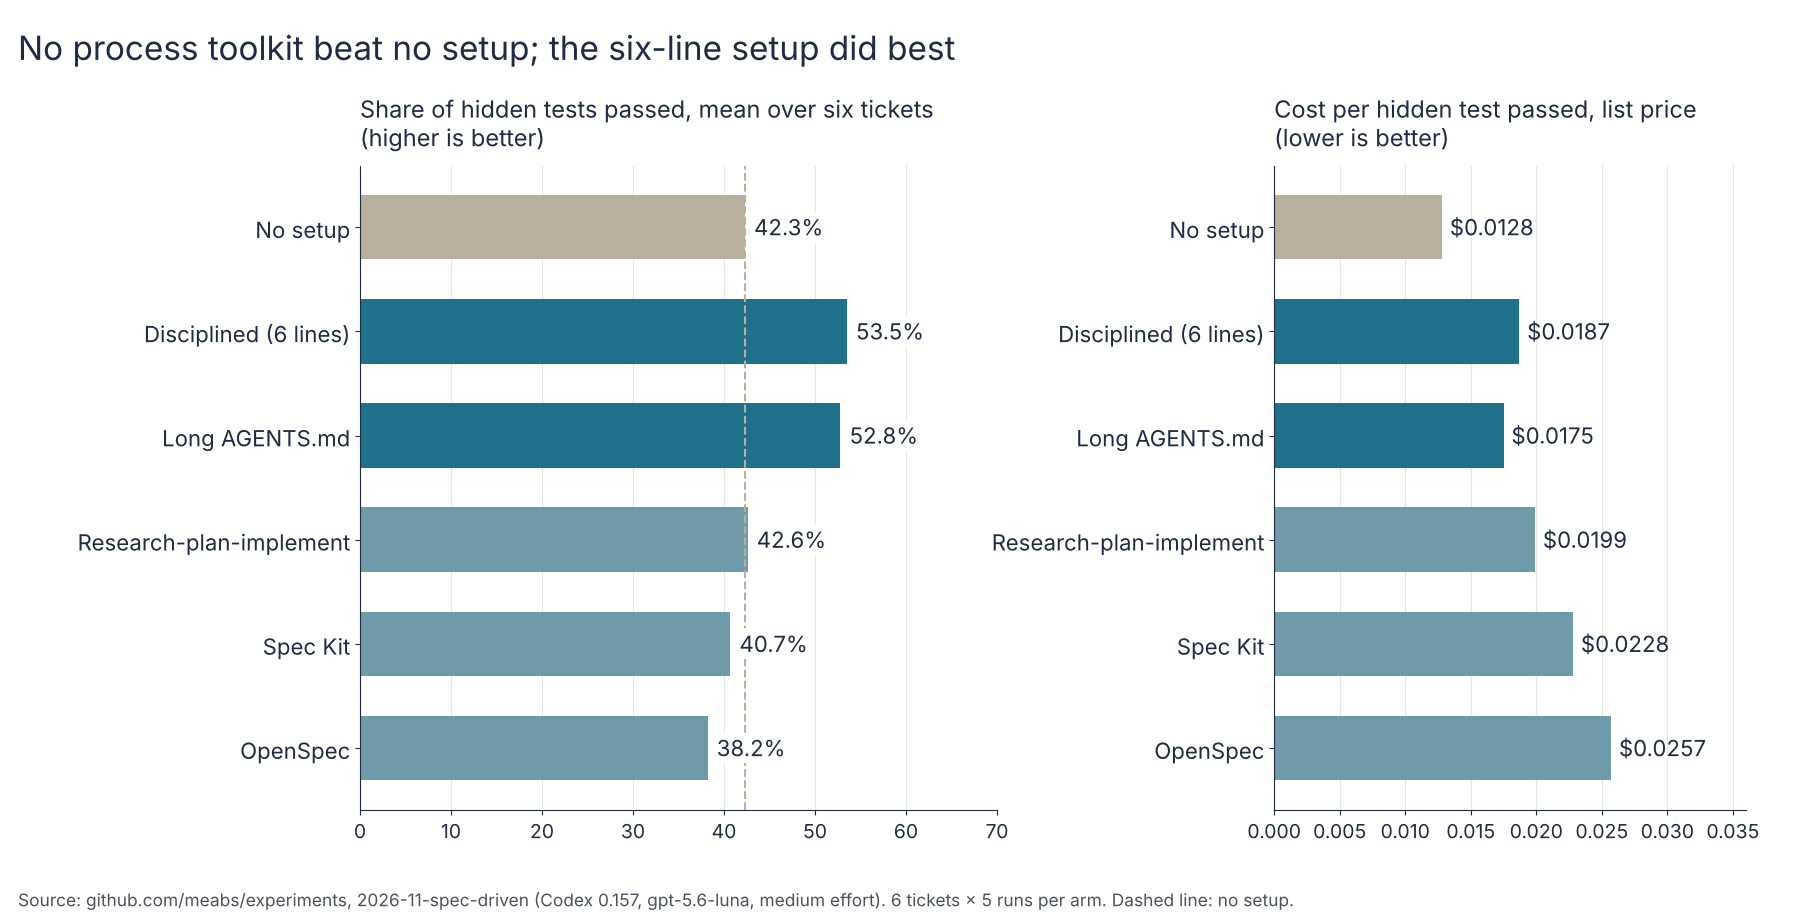 No process toolkit beat no setup; the six-line setup did best
Share of hidden tests passed, mean over six tickets
(higher is better)
No setup
42.3%
Disciplined (6 lines)
53.5%
Long AGENTS.md
52.8%
Research-plan-implement
42.6%
Spec Kit
40.7%
OpenSpec
38.2%
0 10 20 30 40 50 60 70
Cost per hidden test passed, list price
(lower is better)
No setup
$0.0128
Disciplined (6 lines)
$0.0187
Long AGENTS.md
$0.0175
Research-plan-implement
$0.0199
Spec Kit
$0.0228
OpenSpec
$0.0257
0.000 0.005 0.010 0.015 0.020 0.025 0.030 0.035
Source: github.com/meabs/experiments, 2026-11-spec-driven (Codex 0.157, gpt-5.6-luna, medium effort). 6 tickets × 5 runs per arm. Dashed line: no setup.